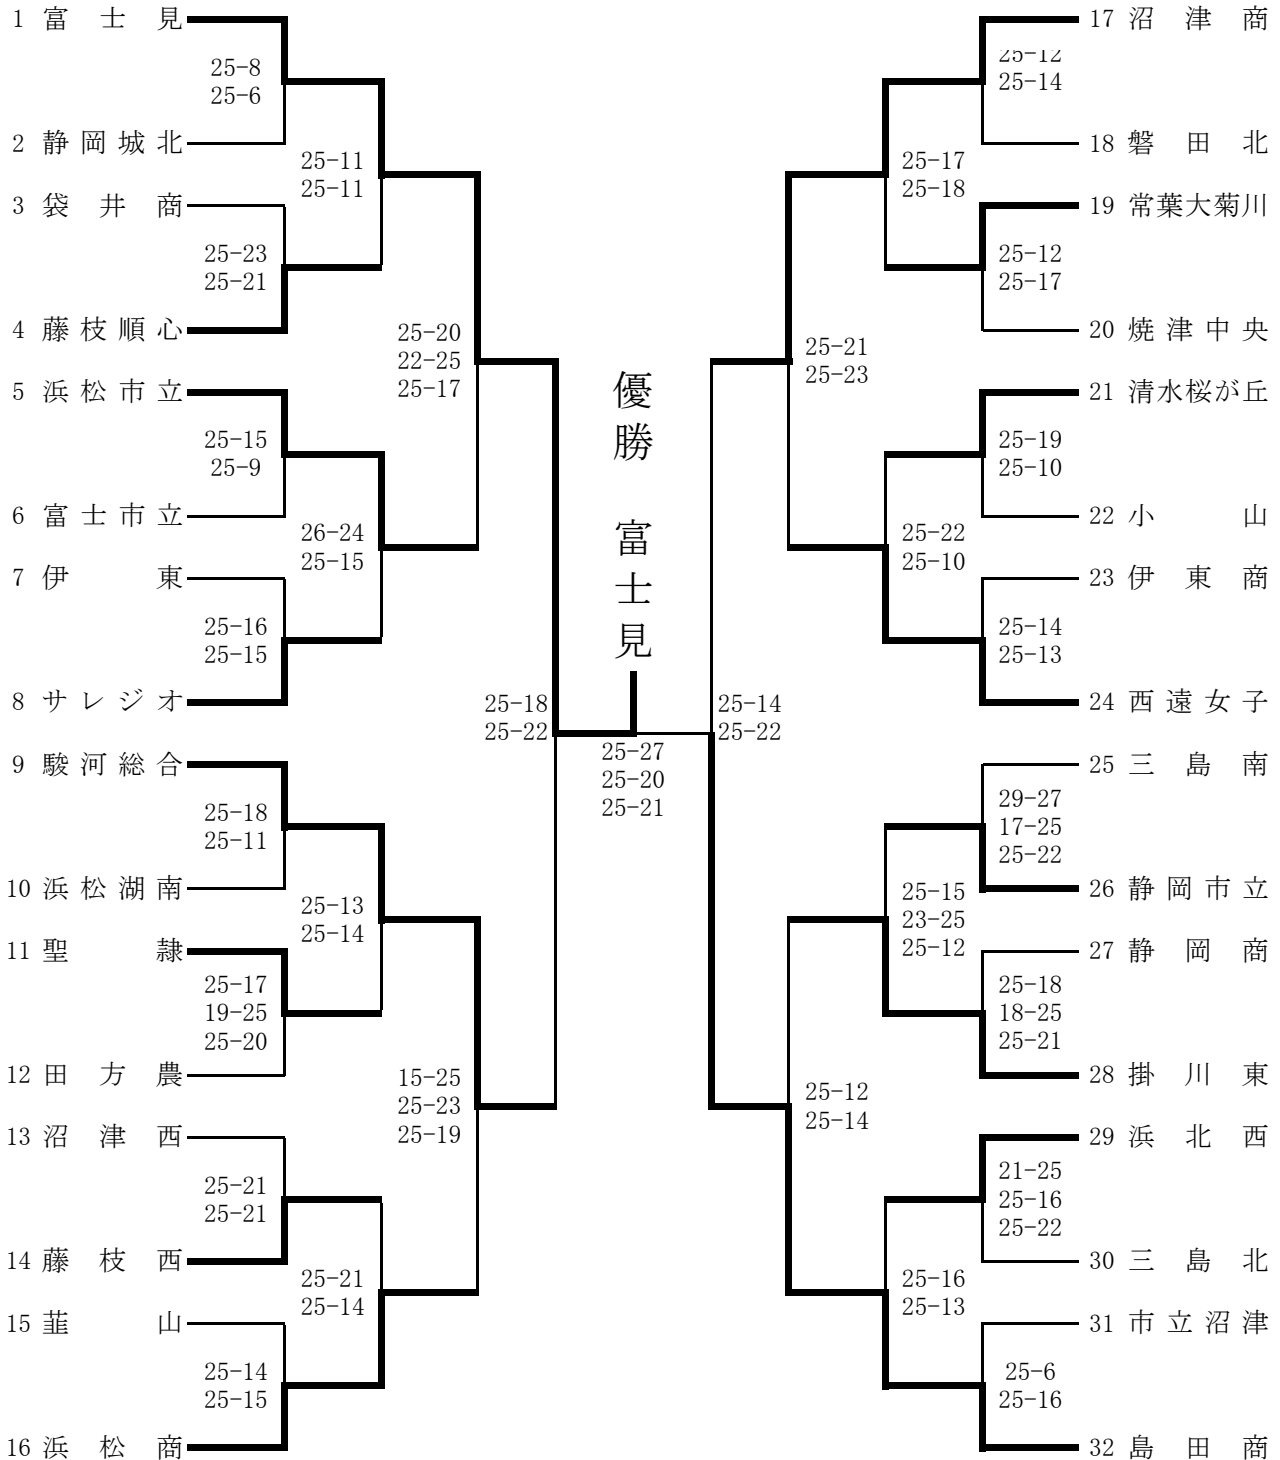 1 富士見
25-8
25-6
2 静岡城北
25-11
25-11
3 袋井商
25-23
25-21
4 藤枝順心
25-20
22-25
25-17
5 浜松市立
25-15
25-9
6 富士市立
26-24
25-15
7 伊東
25-16
25-15
8 サレジオ
25-18
25-22
9 駿河総合
25-18
25-11
10 浜松湖南
25-13
25-14
11 聖隷
25-17
19-25
25-20
12 田方農
15-25
25-23
25-19
13 沼津西
25-21
25-21
14 藤枝西
25-21
25-14
15 韮山
25-14
25-15
16 浜松商
優勝 富士見
25-27
25-20
25-21
17 沼津商
25-12
25-14
18 磐田北
25-17
25-18
19 常葉大菊川
25-12
25-17
20 焼津中央
25-21
25-23
21 清水桜が丘
25-19
25-10
22 小山
25-22
25-10
23 伊東商
25-14
25-13
24 西遠女子
25-14
25-22
25 三島南
29-27
17-25
25-22
26 静岡市立
25-15
23-25
25-12
27 静岡商
25-18
18-25
25-21
28 掛川東
25-12
25-14
29 浜北西
21-25
25-16
25-22
30 三島北
25-16
25-13
31 市立沼津
25-6
25-16
32 島田商